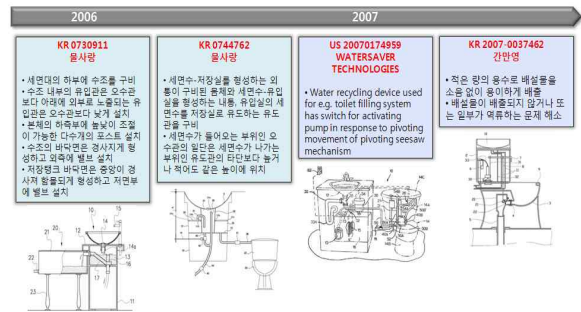 2006
2007
KR 0730911
물사랑
• 세면대의 하부에 수조를 구비
• 수조 내부의 유입관은 오수관
보다 아래에 외부로 노출되는 유
입관은 오수관보다 낮게 설치
• 본체의 하측부에 높낮이 조절
이 가능한 다수개의 포스트 설치
• 수조의 바닥면은 경사지게 형
성하고 외측에 밸브 설치
• 저장탱크 바닥면은 중앙이 경
사져 함몰되게 형성하고 저면부
에 밸브 설치
KR 0744762
물사랑
• 세면수-저장실를 형성하는 외
통이 구비된 몸체와 세면수-유입
실을 형성하는 내통, 유입실의 세
면수를 저장실로 유도하는 유도
관을 구비
• 세면수가 들어오는 부위인 오
수관의 일단은 세면수가 나가는
부위인 유도관의 타단보다 높거
나 적어도 같은 높이에 위치
US 20070174959
WATERSAVER
TECHNOLOGIES
• Water recycling device used
for e.g. toilet filling system
has switch for activating
pump in response to pivoting
movement of pivoting seesaw
mechanism
KR 2007-0037462
간만영
• 적은 량의 용수로 배설물을
소음 없이 용이하게 배출
• 배설물이 배출되지 않거나 또
는 일부가 역류하는 문제 해소